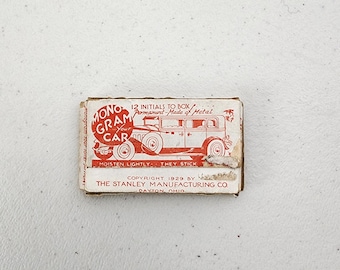 MONO-
GRAM
Your
CAR
12 INITIALS TO BOX
Permanent - Made of Metal
MOISTEN LIGHTLY - THEY STICK
COPYRIGHT 1929 BY
THE STANLEY MANUFACTURING CO.
DAYTON, OHIO